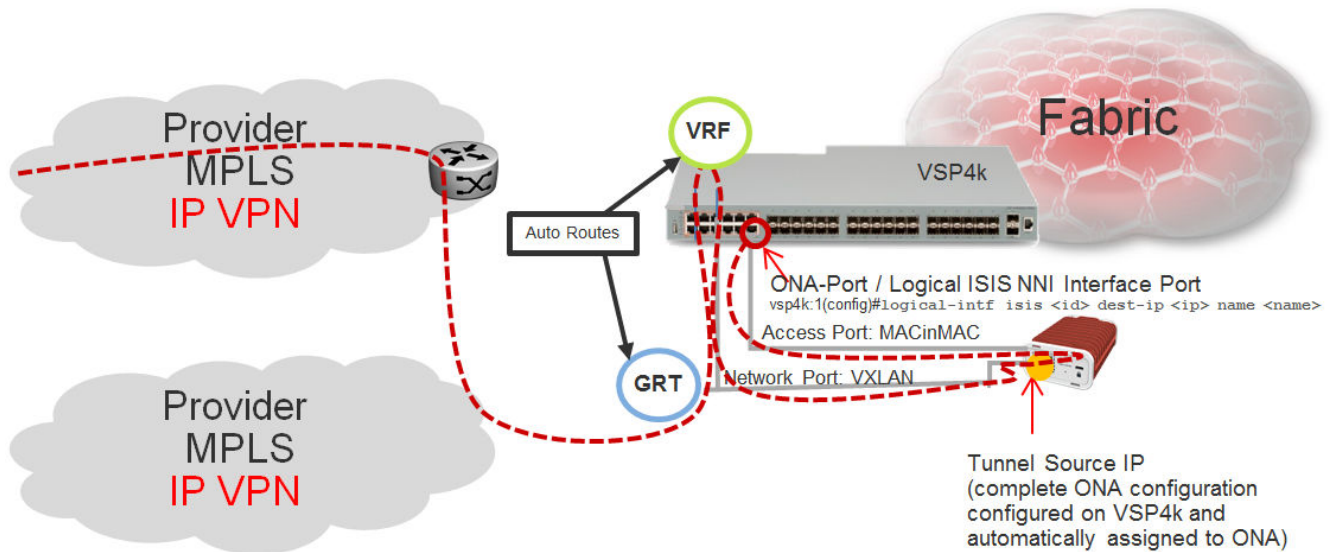 Provider
MPLS
IP VPN
VRF
VSP4k
Fabric
Auto Routes
ONA-Port / Logical ISIS NNI Interface Port
vsp4k:1(config)#logical-intf isis <id> dest-ip <ip> name <name>
Access Port: MACinMAC
GRT
Network Port: VXLAN
Provider
MPLS
IP VPN
Tunnel Source IP
(complete ONA configuration
configured on VSP4k and
automatically assigned to ONA)